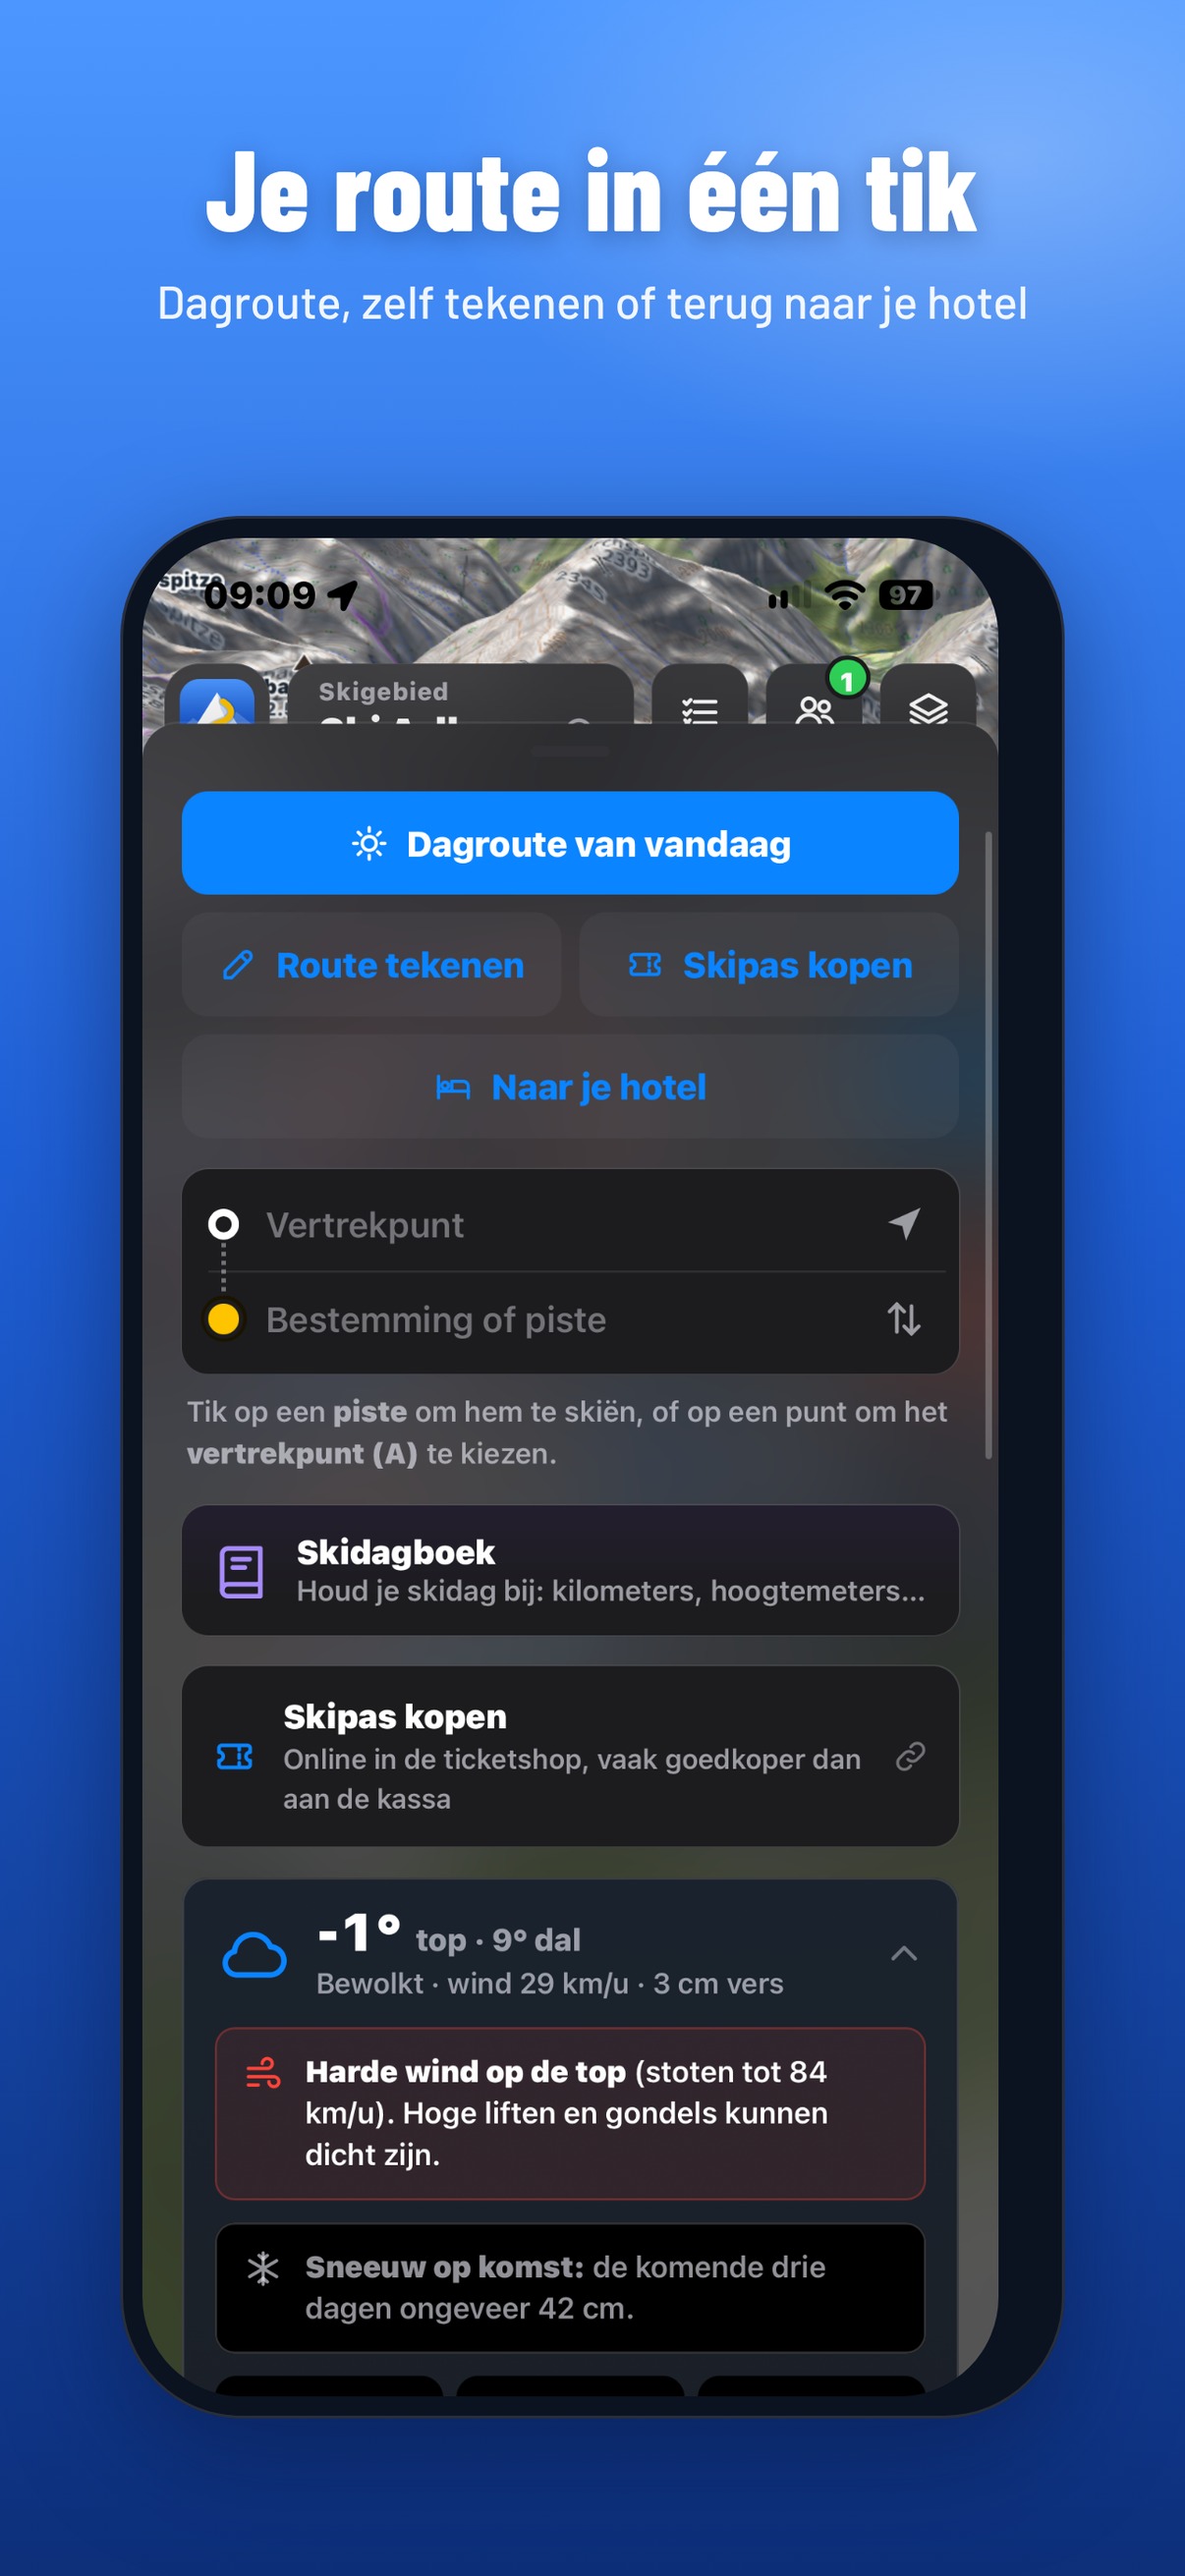 Je route in één tik
Dagroute, zelf tekenen of terug naar je hotel
2393
09:09
97
Skigebied
1
Dagroute van vandaag
Route tekenen
Skipas kopen
Naar je hotel
Vertrekpunt
Bestemming of piste
Tik op een piste om hem te skiën, of op een punt om het
vertrekpunt (A) te kiezen.
Skidagboek
Houd je skidag bij: kilometers, hoogtemeters...
Skipas kopen
Online in de ticketshop, vaak goedkoper dan
aan de kassa
-1° top · 9° dal
Bewolkt · wind 29 km/u · 3 cm vers
Harde wind op de top (stoten tot 84
km/u). Hoge liften en gondels kunnen
dicht zijn.
Sneeuw op komst: de komende drie
dagen ongeveer 42 cm.